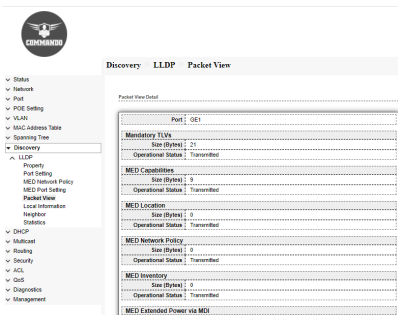 COMMANDO
Discovery LLDP Packet View
Status
Network
Port
POE Setting
VLAN
MAC Address Table
Spanning Tree
Discovery
LLDP
Property
Port Setting
MED Network Policy
MED Port Setting
Packet View
Local Information
Neighbor
Statistics
DHCP
Multicast
Routing
Security
ACL
QoS
Diagnostics
Management
Packet View Detail
Port GE1
Mandatory TLVs
Size (Bytes) 21
Operational Status Transmitted
MED Capabilities
Size (Bytes) 9
Operational Status Transmitted
MED Location
Size (Bytes) 0
Operational Status Transmitted
MED Network Policy
Size (Bytes) 0
Operational Status Transmitted
MED Inventory
Size (Bytes) 0
Operational Status Transmitted
MED Extended Power via MDI